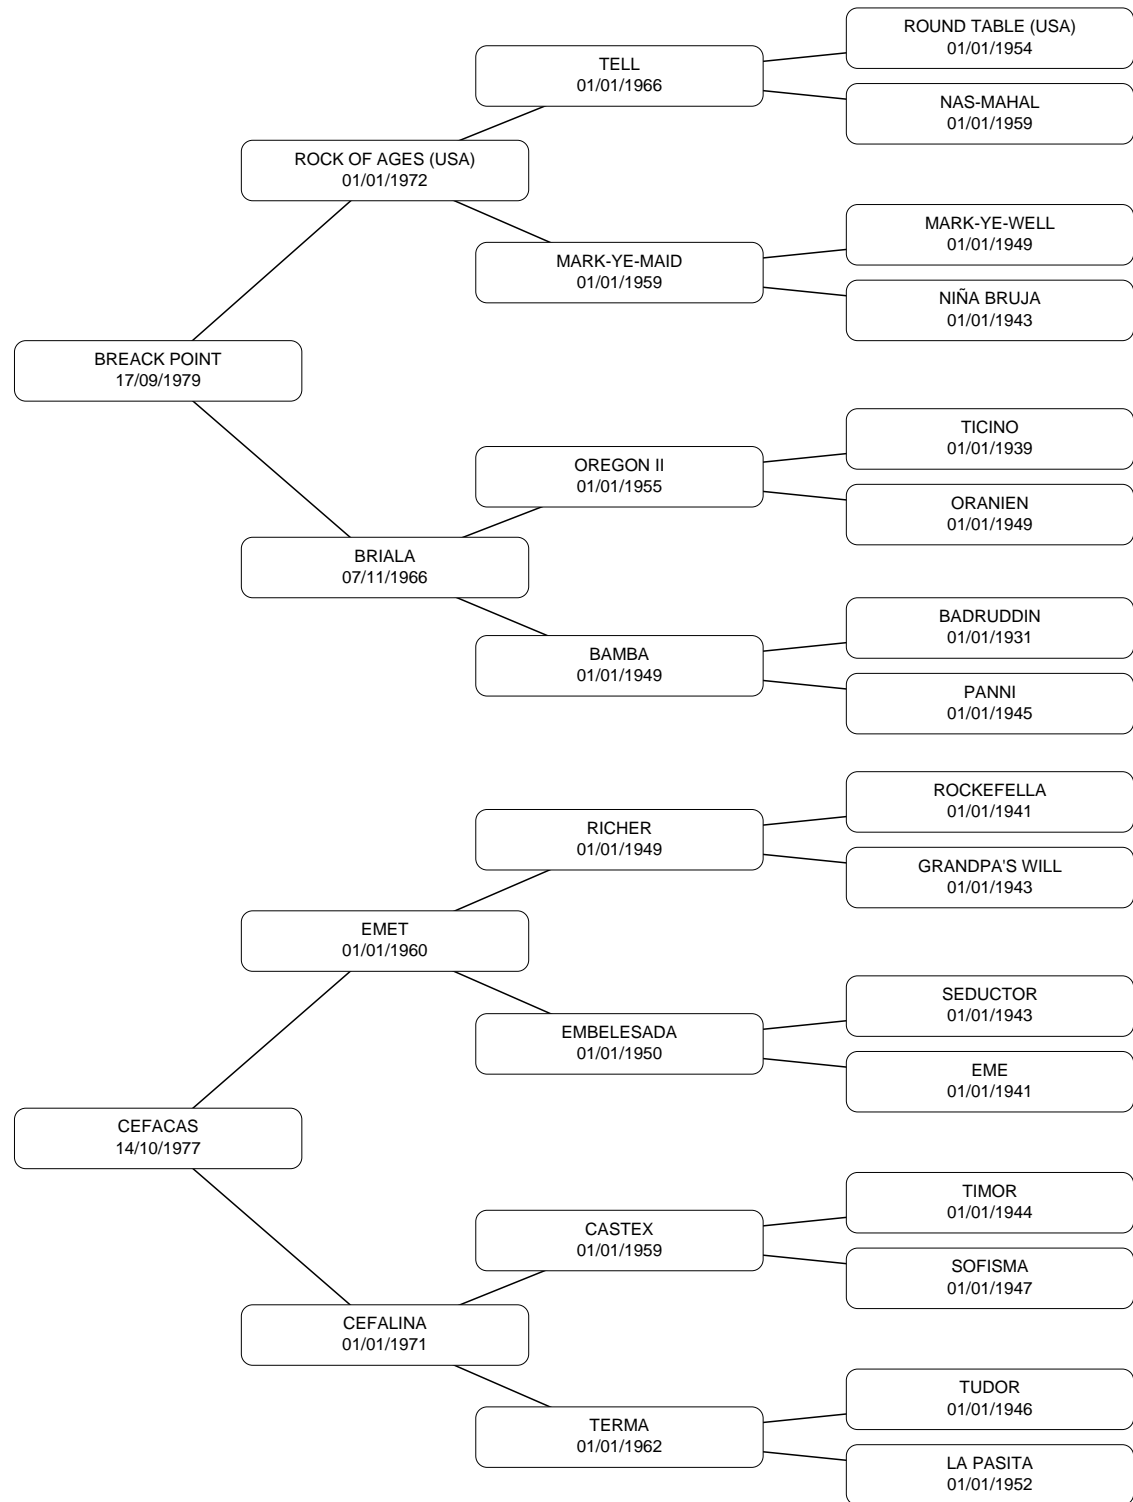 ROUND TABLE (USA)
01/01/1954
TELL
01/01/1966
NAS-MAHAL
01/01/1959
ROCK OF AGES (USA)
01/01/1972
MARK-YE-WELL
01/01/1949
MARK-YE-MAID
01/01/1959
NIÑA BRUJA
01/01/1943
BREACK POINT
17/09/1979
TICINO
01/01/1939
OREGON II
01/01/1955
ORANIEN
01/01/1949
BRIALA
07/11/1966
BADRUDDIN
01/01/1931
BAMBA
01/01/1949
PANNI
01/01/1945
ROCKEFELLA
01/01/1941
RICHER
01/01/1949
GRANDPA'S WILL
01/01/1943
EMET
01/01/1960
SEDUCTOR
01/01/1943
EMBELESADA
01/01/1950
EME
01/01/1941
CEFACAS
14/10/1977
TIMOR
01/01/1944
CASTEX
01/01/1959
SOFISMA
01/01/1947
CEFALINA
01/01/1971
TUDOR
01/01/1946
TERMA
01/01/1962
LA PASITA
01/01/1952